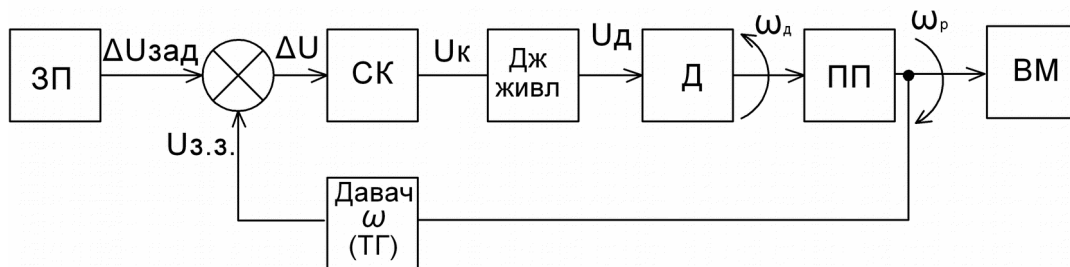 ЗП
ΔUзад
ΔU
СК
Uк
Дж
живл
Uд
Д
ωд
ПП
ωр
ВМ
Uз.з.
Давач
ω
(ТГ)